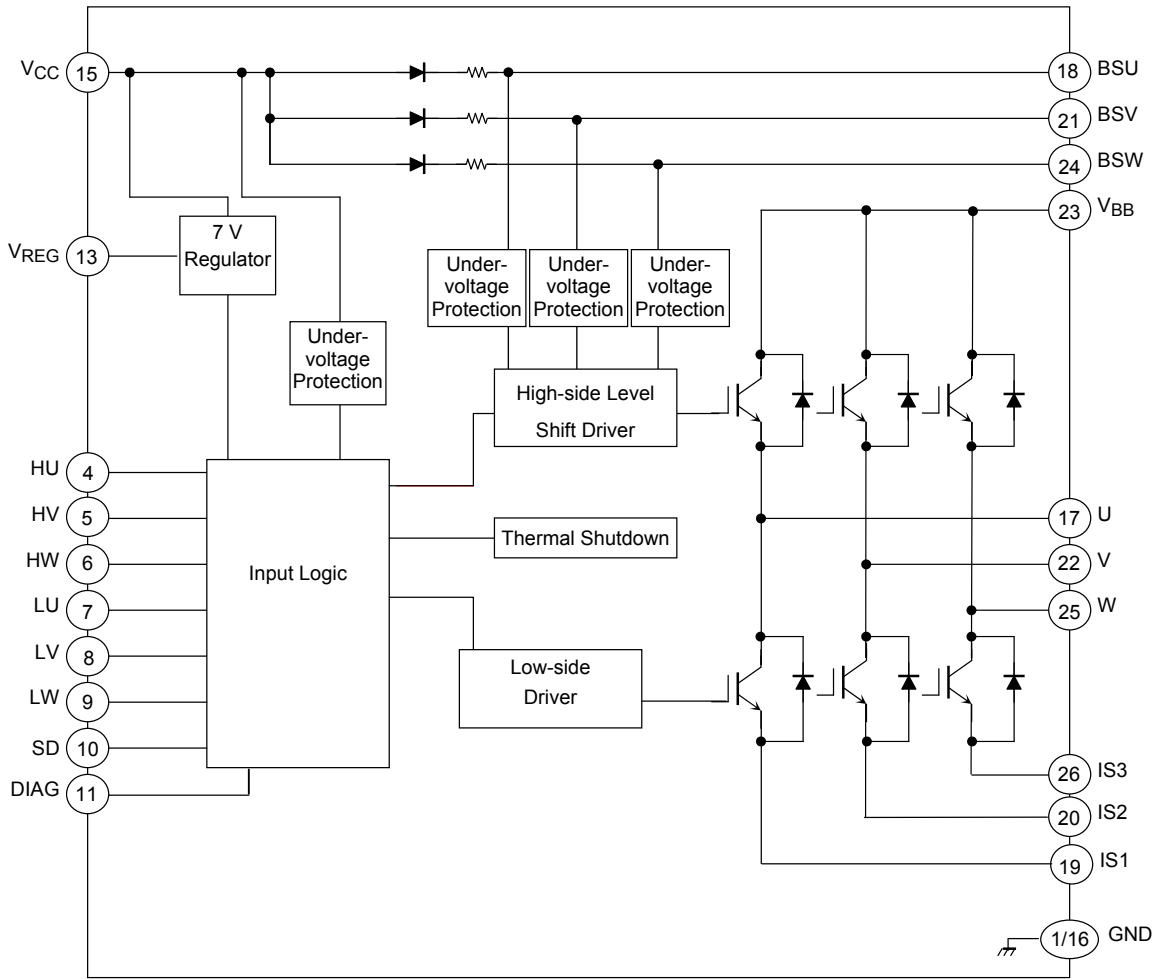 VCC 15
18 BSU
21 BSV
24 BSW
23 VBB
VREG 13
7 V
Regulator
Under-
voltage
Protection
Under-
voltage
Protection
Under-
voltage
Protection
Under-
voltage
Protection
High-side Level
Shift Driver
HU 4
HV 5
HW 6
LU 7
LV 8
LW 9
SD 10
DIAG 11
Input Logic
Thermal Shutdown
Low-side
Driver
17 U
22 V
25 W
26 IS3
20 IS2
19 IS1
1/16 GND